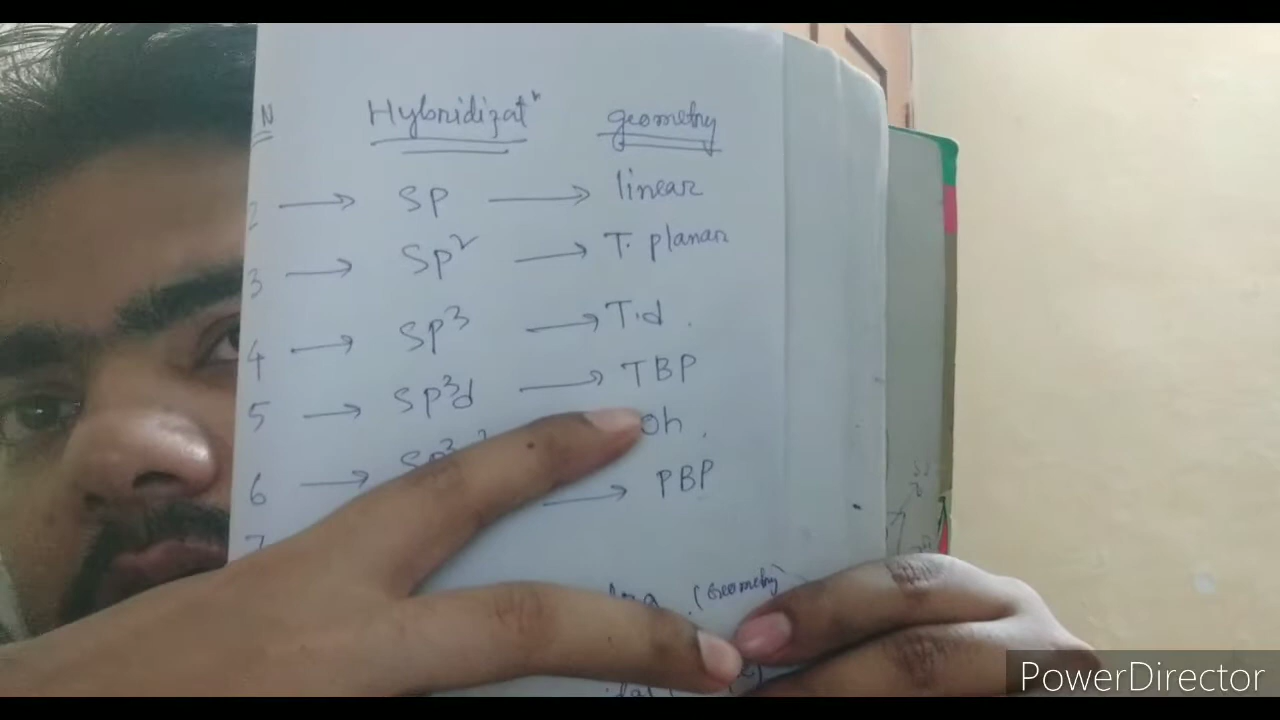 N Hybridizatⁿ geometry
2 → SP → linear
3 → SP² → T. planar
4 → SP³ → T.d.
5 → SP³d → TBP
6 → SP³ Oh.
7 → PBP
(Geometry)
PowerDirector